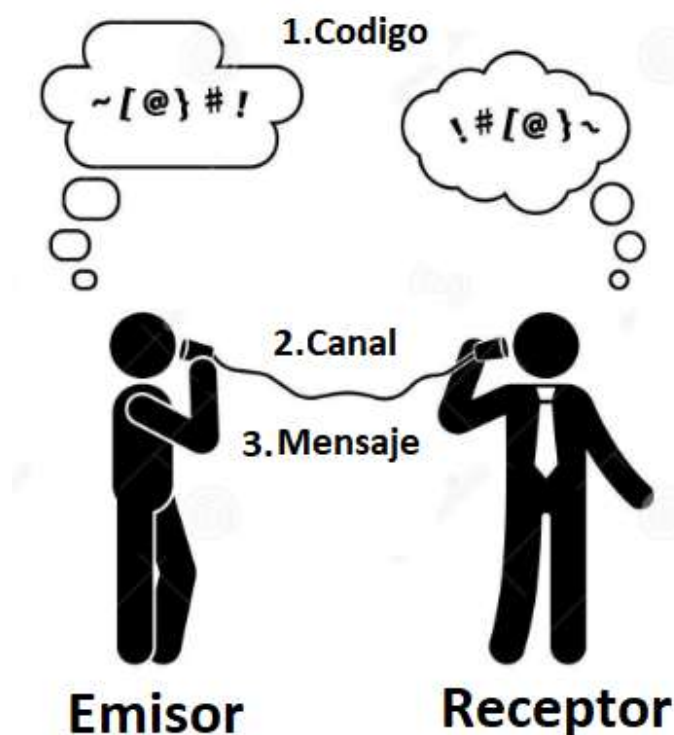 1.Codigo
~ [ @ } # !
! # [ @ } ~
2.Canal
3.Mensaje
Emisor
Receptor